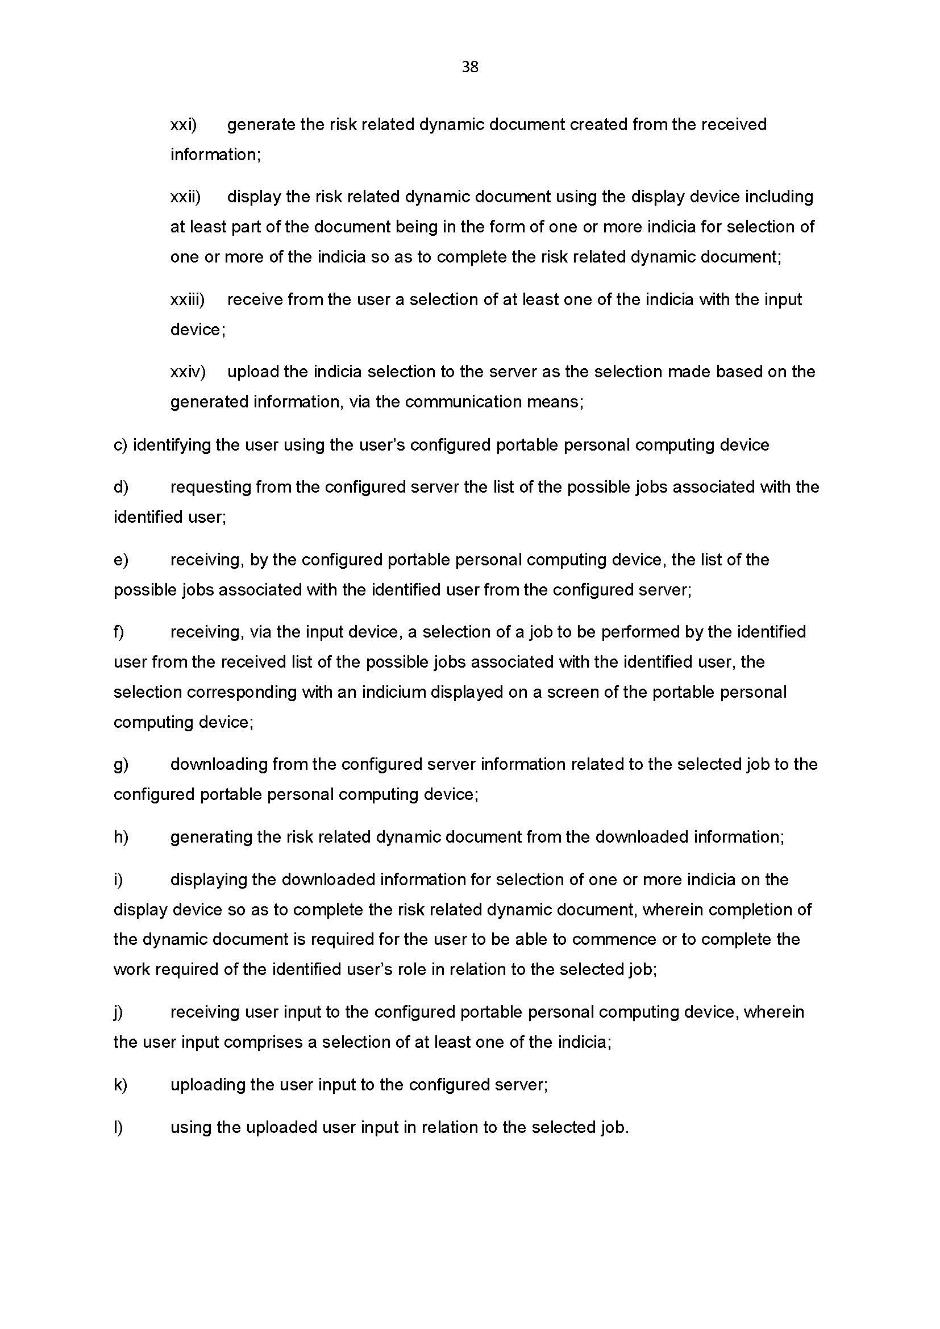 38
xxi) generate the risk related dynamic document created from the received
information;
xxii) display the risk related dynamic document using the display device including
at least part of the document being in the form of one or more indicia for selection of
one or more of the indicia so as to complete the risk related dynamic document;
xxiii) receive from the user a selection of at least one of the indicia with the input
device;
xxiv) upload the indicia selection to the server as the selection made based on the
generated information, via the communication means;
c) identifying the user using the user's configured portable personal computing device
d) requesting from the configured server the list of the possible jobs associated with the
identified user;
e) receiving, by the configured portable personal computing device, the list of the
possible jobs associated with the identified user from the configured server;
f) receiving, via the input device, a selection of a job to be performed by the identified
user from the received list of the possible jobs associated with the identified user, the
selection corresponding with an indicium displayed on a screen of the portable personal
computing device;
g) downloading from the configured server information related to the selected job to the
configured portable personal computing device;
h) generating the risk related dynamic document from the downloaded information;
i) displaying the downloaded information for selection of one or more indicia on the
display device so as to complete the risk related dynamic document, wherein completion of
the dynamic document is required for the user to be able to commence or to complete the
work required of the identified user's role in relation to the selected job;
j) receiving user input to the configured portable personal computing device, wherein
the user input comprises a selection of at least one of the indicia;
k) uploading the user input to the configured server;
l) using the uploaded user input in relation to the selected job.